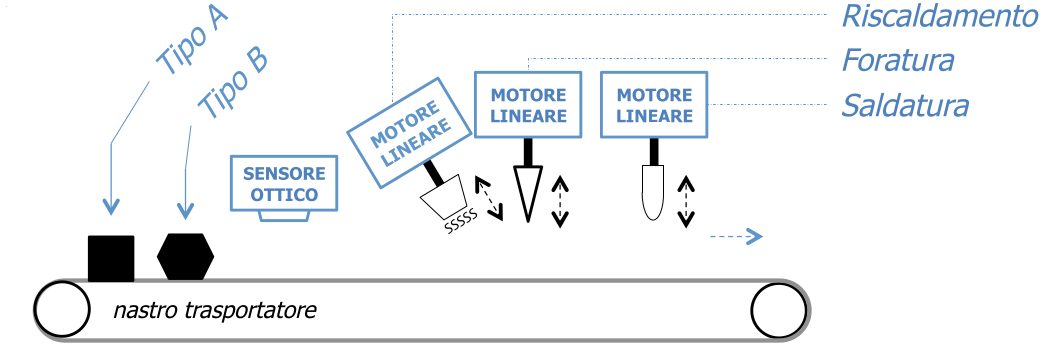 Tipo A
Tipo B
SENSORE
OTTICO
MOTORE
LINEARE
MOTORE
LINEARE
MOTORE
LINEARE
Riscaldamento
Foratura
Saldatura
SSSSS
nastro trasportatore